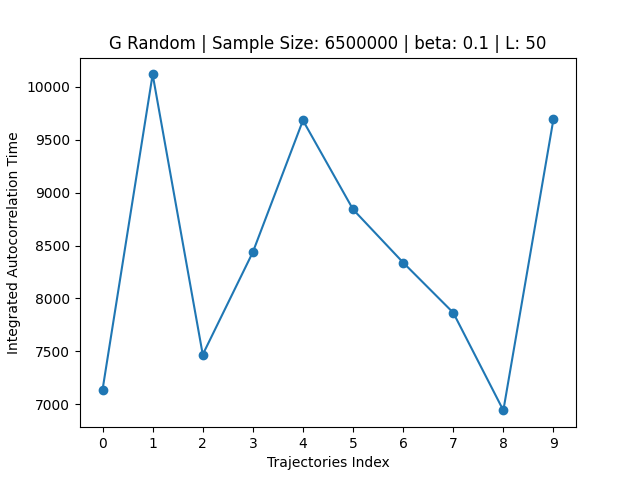 G Random | Sample Size: 6500000 | beta: 0.1 | L: 50
Integrated Autocorrelation Time
10000
9500
9000
8500
8000
7500
7000
0 1 2 3 4 5 6 7 8 9
Trajectories Index